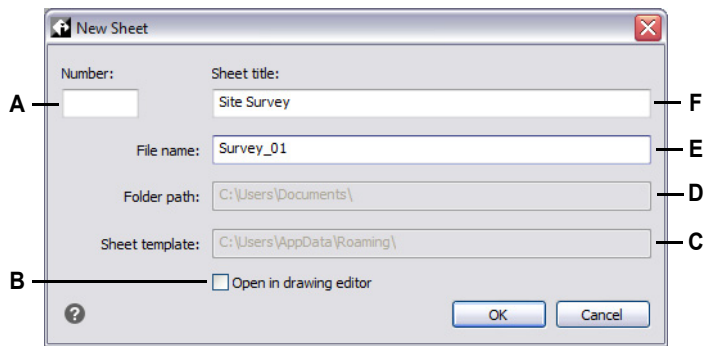 New Sheet
Number: Sheet title:
A Site Survey F
File name: Survey_01 E
Folder path: C:\Users\Documents\ D
Sheet template: C:\Users\AppData\Roaming\ C
B Open in drawing editor
? OK Cancel